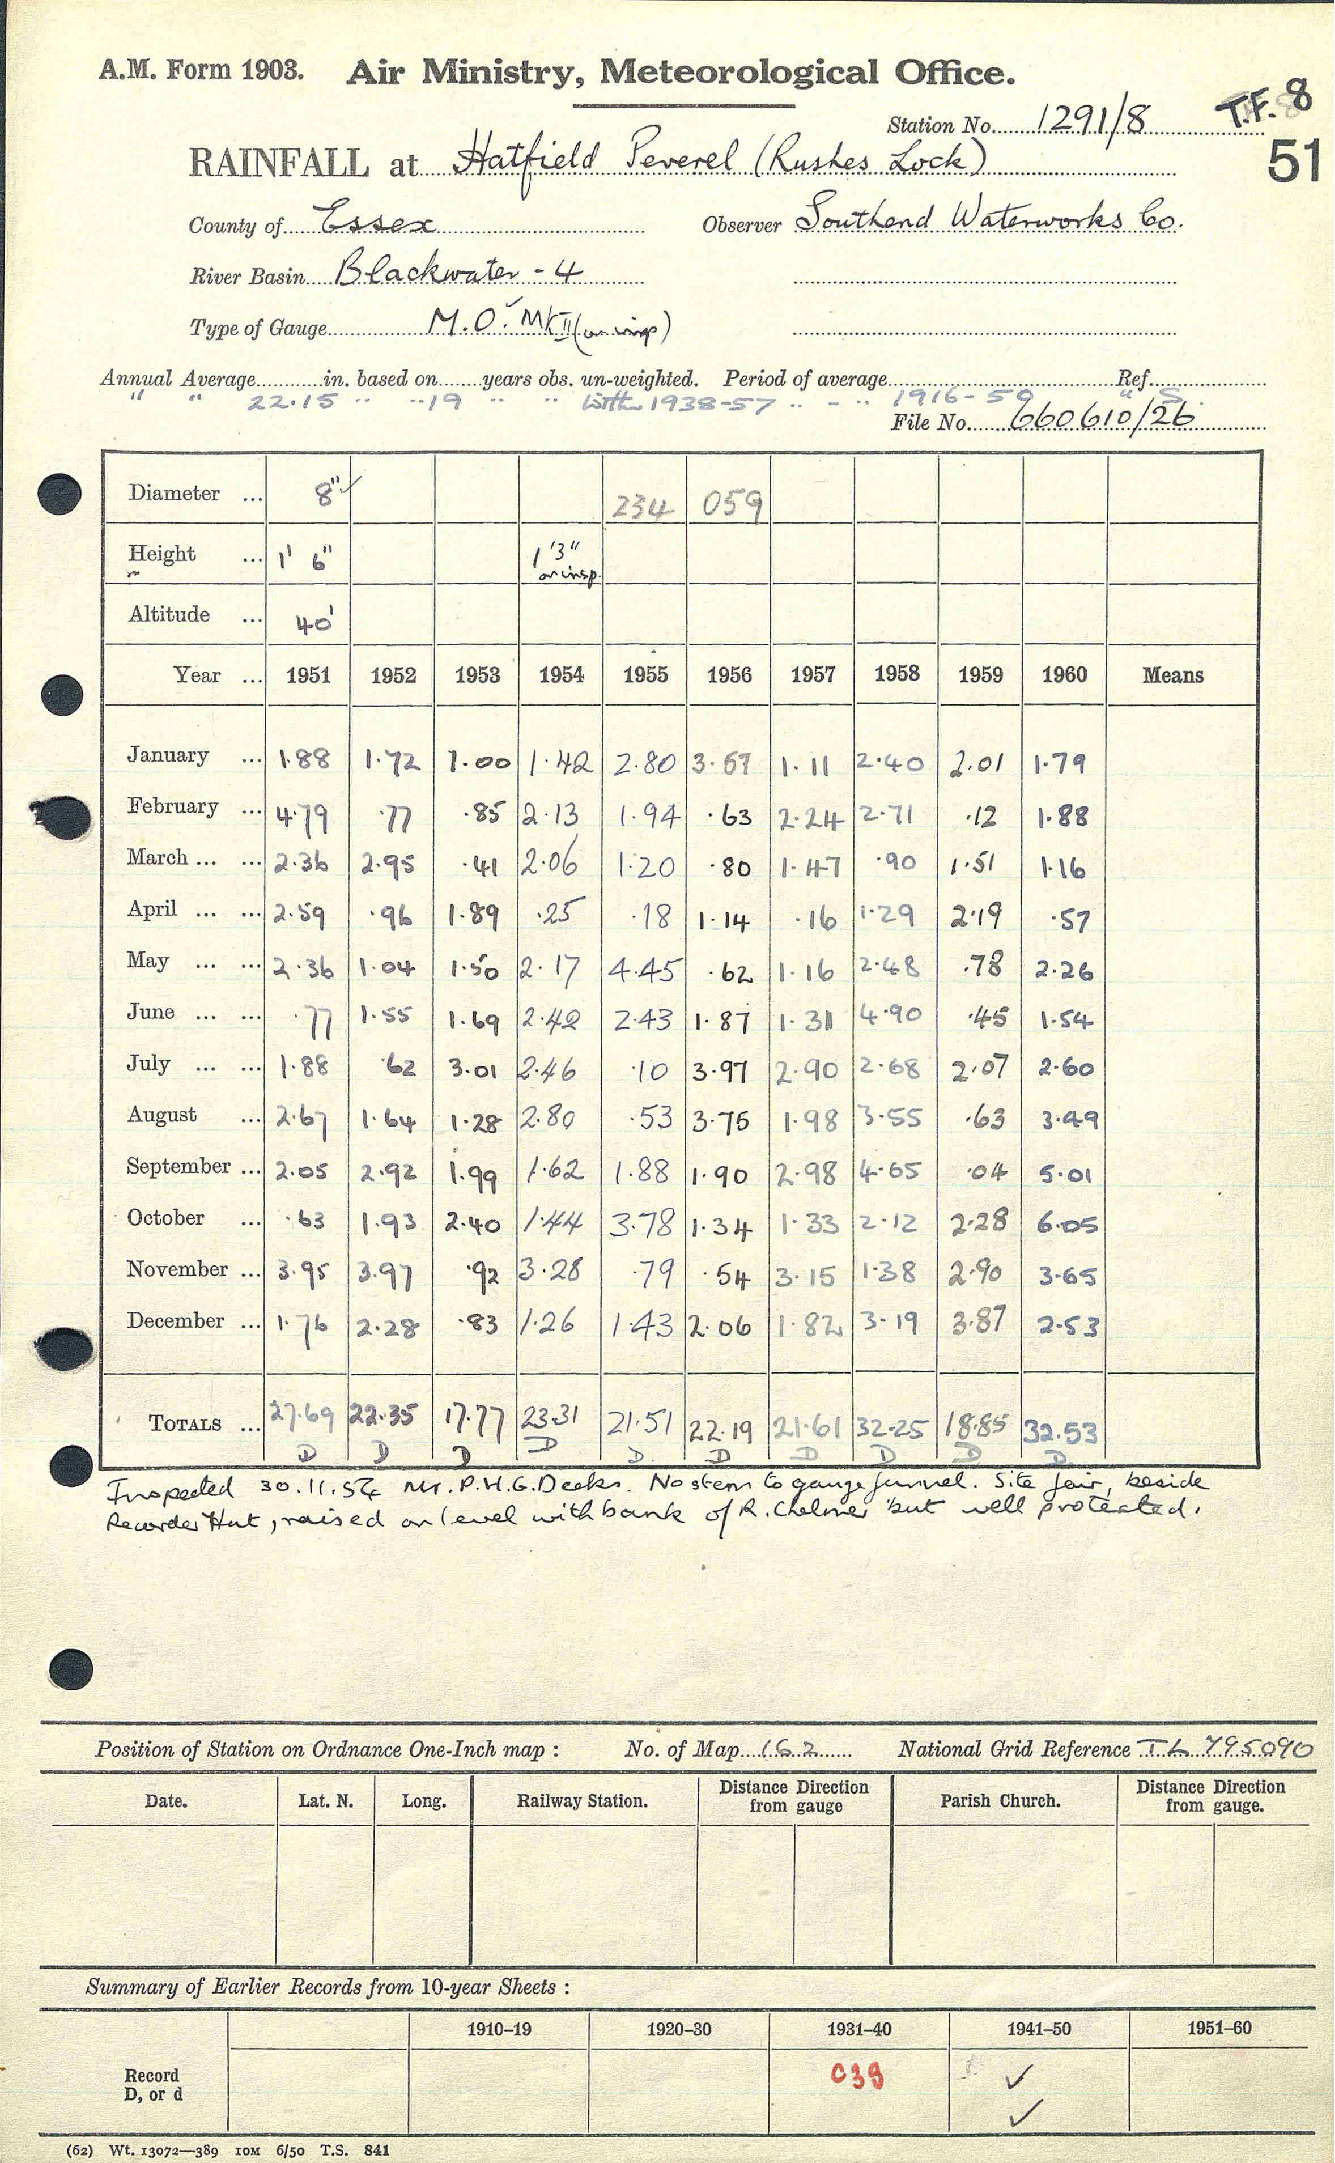 A.M. Form 1903. Air Ministry, Meteorological Office.
T.F. 8
Station No. 1291/8
51
RAINFALL at Hatfield Peverel (Rushes Lock)
County of Essex Observer Southend Waterworks Co.
River Basin Blackwater - 4
Type of Gauge M.O. MkII (on insp)
Annual Average in. based on years obs. un-weighted. Period of average Ref.
" " 22.15 " " 19 " " With 1938-57 " - " 1916-50 " S.
File No. 660610/26
Diameter ... 8" ✓ 234 059
Height ... 1' 6" 1'3" on insp.
Altitude ... 40'
Year ... 1951 1952 1953 1954 1955 1956 1957 1958 1959 1960 Means
January ... 1.88 1.72 1.00 1.42 2.80 3.57 1.11 2.40 2.01 1.79
February ... 4.79 .77 .85 2.13 1.94 .63 2.24 2.71 .12 1.88
March ... ... 2.36 2.95 .41 2.06 1.20 .80 1.47 .90 1.51 1.16
April ... ... 2.59 .96 1.89 .25 .18 1.14 .16 1.29 2.19 .57
May ... ... 2.36 1.04 1.50 2.17 4.45 .62 1.16 2.48 .78 2.26
June ... ... .77 1.55 1.69 2.42 2.43 1.87 1.31 4.90 .45 1.54
July ... ... 1.88 .62 3.01 2.46 .10 3.97 2.90 2.68 2.07 2.60
August ... 2.67 1.64 1.28 2.80 .53 3.75 1.98 3.55 .63 3.49
September ... 2.05 2.92 1.99 1.62 1.88 1.90 2.98 4.65 .04 5.01
October ... .63 1.93 2.40 1.44 3.78 1.34 1.33 2.12 2.28 6.05
November ... 3.95 3.97 .92 3.28 .79 .54 3.15 1.38 2.90 3.65
December ... 1.76 2.28 .83 1.26 1.43 2.06 1.82 3.19 3.87 2.53
TOTALS ... 27.69 22.35 17.77 23.31 21.51 22.19 21.61 32.25 18.85 32.53
D D D D D D D D D D
Inspected 30.11.54 Mr. P.H.G. Deeks. No stem to gauge funnel. Site fair, beside
Recorder Hut, raised on level with bank of R. Chelmer but well protected.
Position of Station on Ordnance One-Inch map : No. of Map 162 National Grid Reference TL 795090
Date. Lat. N. Long. Railway Station. Distance Direction from gauge Parish Church. Distance Direction from gauge.
Summary of Earlier Records from 10-year Sheets :
1910-19 1920-30 1931-40 1941-50 1951-60
Record D, or d C39 ✓
✓
(62) Wt. 13072—389 10M 6/50 T.S. 841